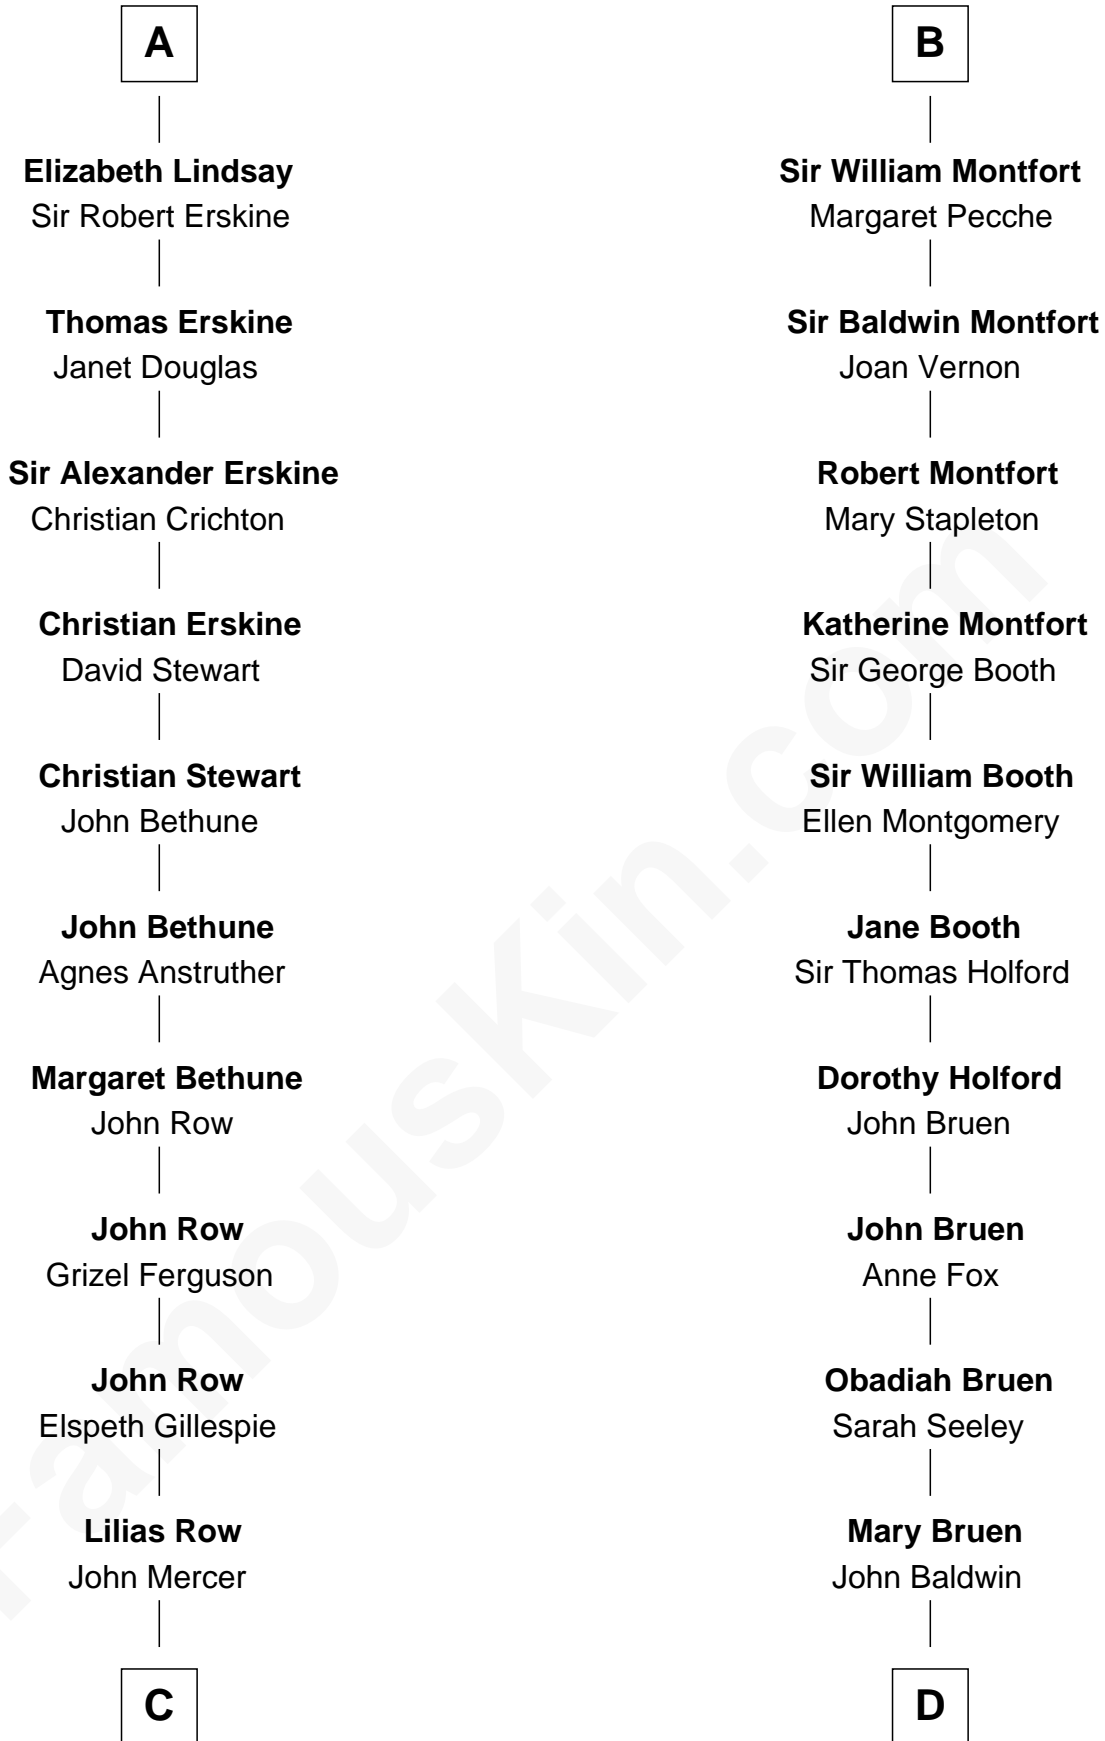 A
Elizabeth Lindsay
Sir Robert Erskine
Thomas Erskine
Janet Douglas
Sir Alexander Erskine
Christian Crichton
Christian Erskine
David Stewart
Christian Stewart
John Bethune
John Bethune
Agnes Anstruther
Margaret Bethune
John Row
John Row
Grizel Ferguson
John Row
Elspeth Gillespie
Lilias Row
John Mercer
C
B
Sir William Montfort
Margaret Pecche
Sir Baldwin Montfort
Joan Vernon
Robert Montfort
Mary Stapleton
Katherine Montfort
Sir George Booth
Sir William Booth
Ellen Montgomery
Jane Booth
Sir Thomas Holford
Dorothy Holford
John Bruen
John Bruen
Anne Fox
Obadiah Bruen
Sarah Seeley
Mary Bruen
John Baldwin
D
FamousKin.com